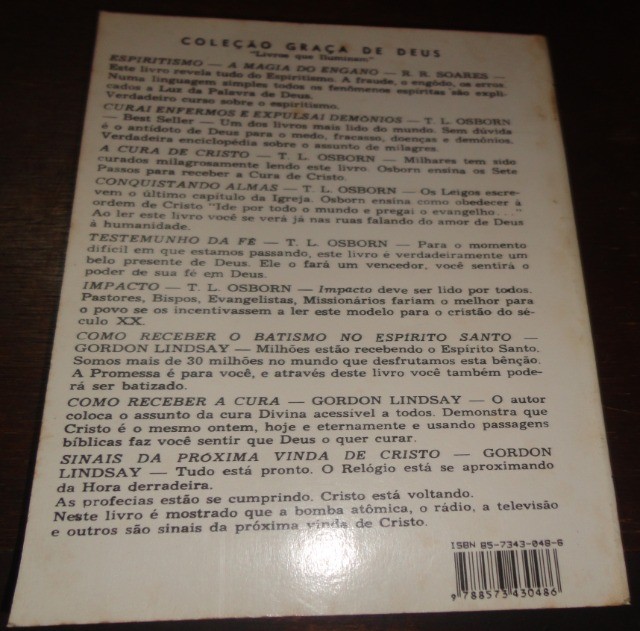 COLEÇÃO GRAÇA DE DEUS
"Livros que Iluminam"
ESPIRITISMO — A MAGIA DO ENGANO — R. R. SOARES —
Este livro revela tudo do Espiritismo. A fraude, o engôdo, os erros.
Numa linguagem simples todos os fenômenos espíritas são expli-
cados a Luz da Palavra de Deus.
Verdadeiro curso sobre o espiritismo.
CURAI ENFERMOS E EXPULSAI DEMÔNIOS — T. L. OSBORN
— Best Seller — Um dos livros mais lido do mundo. Sem dúvida
é o antídoto de Deus para o medo, fracasso, doenças e demônios.
Verdadeira enciclopédia sobre o assunto de milagres.
A CURA DE CRISTO — T. L. OSBORN — Milhares tem sido
curados milagrosamente lendo este livro. Osborn ensina os Sete
Passos para receber a Cura de Cristo.
CONQUISTANDO ALMAS — T. L. OSBORN — Os Leigos escre-
vem o último capítulo da Igreja. Osborn ensina como obedecer à
ordem de Cristo "Ide por todo o mundo e pregai o evangelho..."
Ao ler este livro você se verá já nas ruas falando do amor de Deus
à humanidade.
TESTEMUNHO DA FÉ — T. L. OSBORN — Para o momento
difícil em que estamos passando, este livro é verdadeiramente um
belo presente de Deus. Ele o fará um vencedor, você sentirá o
poder de sua fé em Deus.
IMPACTO — T. L. OSBORN — Impacto deve ser lido por todos.
Pastores, Bispos, Evangelistas, Missionários fariam o melhor para
o povo se os incentivassem a ler este modelo para o cristão do sé-
culo XX.
COMO RECEBER O BATISMO NO ESPÍRITO SANTO —
GORDON LINDSAY — Milhões estão recebendo o Espírito Santo.
Somos mais de 30 milhões no mundo que desfrutamos esta bênção.
A Promessa é para você, e através deste livro você também pode-
rá ser batizado.
COMO RECEBER A CURA — GORDON LINDSAY — O autor
coloca o assunto da cura Divina acessível a todos. Demonstra que
Cristo é o mesmo ontem, hoje e eternamente e usando passagens
bíblicas faz você sentir que Deus o quer curar.
SINAIS DA PRÓXIMA VINDA DE CRISTO — GORDON
LINDSAY — Tudo está pronto. O Relógio está se aproximando
da Hora derradeira.
As profecias estão se cumprindo. Cristo está voltando.
Neste livro é mostrado que a bomba atômica, o rádio, a televisão
e outros são sinais da próxima vinda de Cristo.
ISBN 85-7343-048-6
9 788573 430486